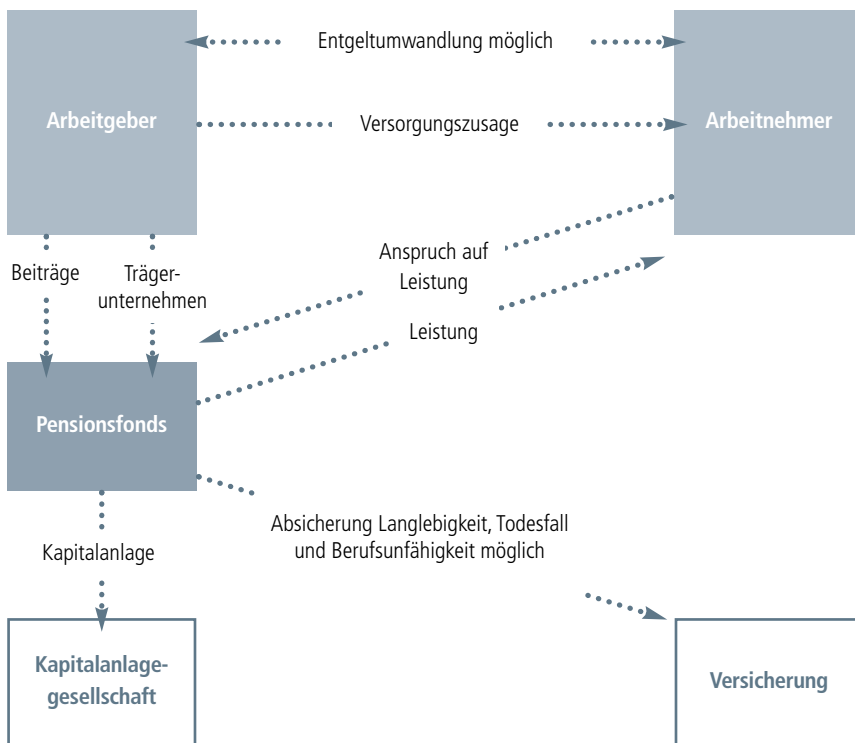 Entgeltumwandlung möglich
Arbeitgeber
Versorgungszusage
Arbeitnehmer
Anspruch auf
Leistung
Beiträge
Träger-
unternehmen
Leistung
Pensionsfonds
Absicherung Langlebigkeit, Todesfall
und Berufsunfähigkeit möglich
Kapitalanlage
Kapitalanlage-
gesellschaft
Versicherung